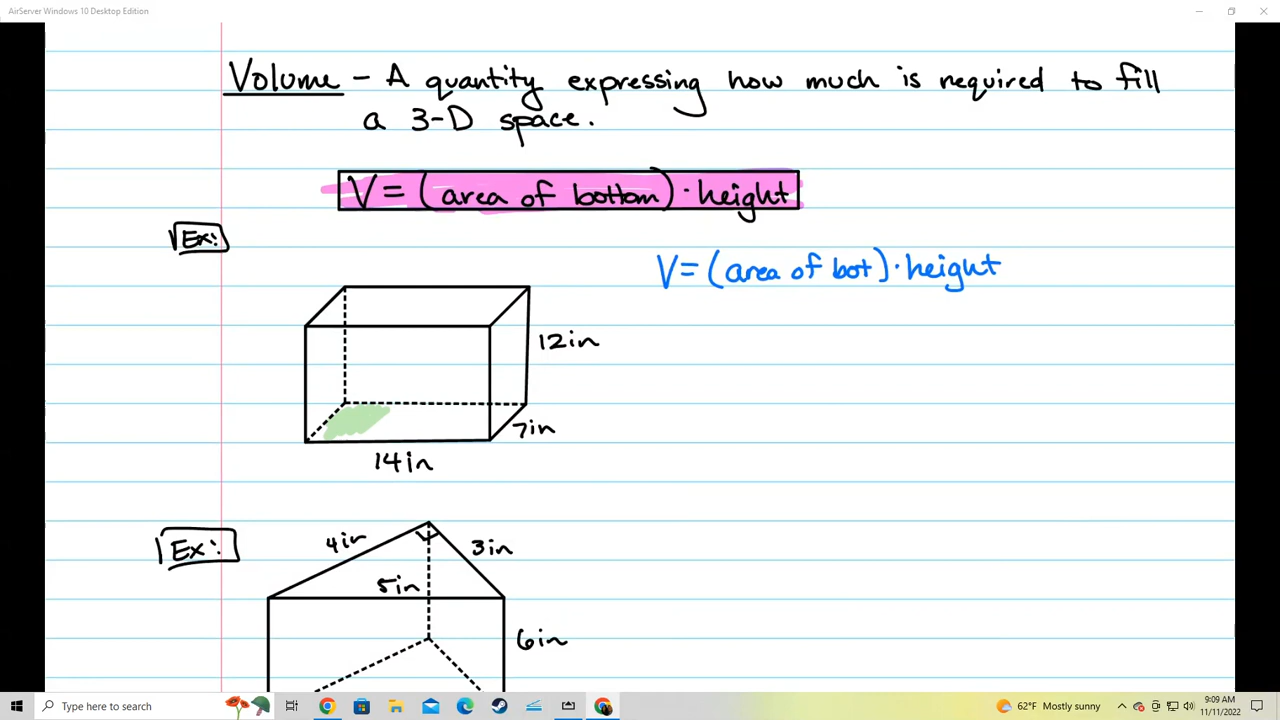 AirServer Windows 10 Desktop Edition
Volume - A quantity expressing how much is required to fill
a 3-D space.
V = (area of bottom) · height
Ex:
V = (area of bot) · height
12in
7in
14in
Ex:
4in
3in
5in
6in
Type here to search
62°F Mostly sunny
9:09 AM
11/11/2022